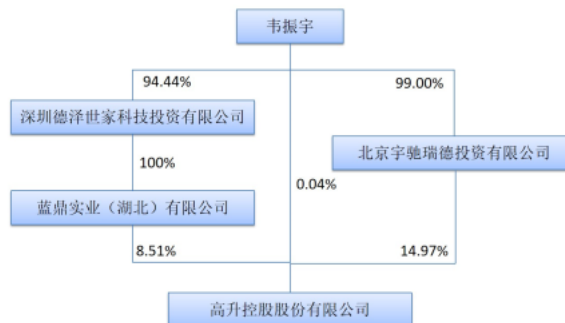 韦振宇
94.44%
99.00%
深圳德泽世家科技投资有限公司
北京宇驰瑞德投资有限公司
100%
0.04%
蓝鼎实业（湖北）有限公司
8.51%
14.97%
高升控股股份有限公司